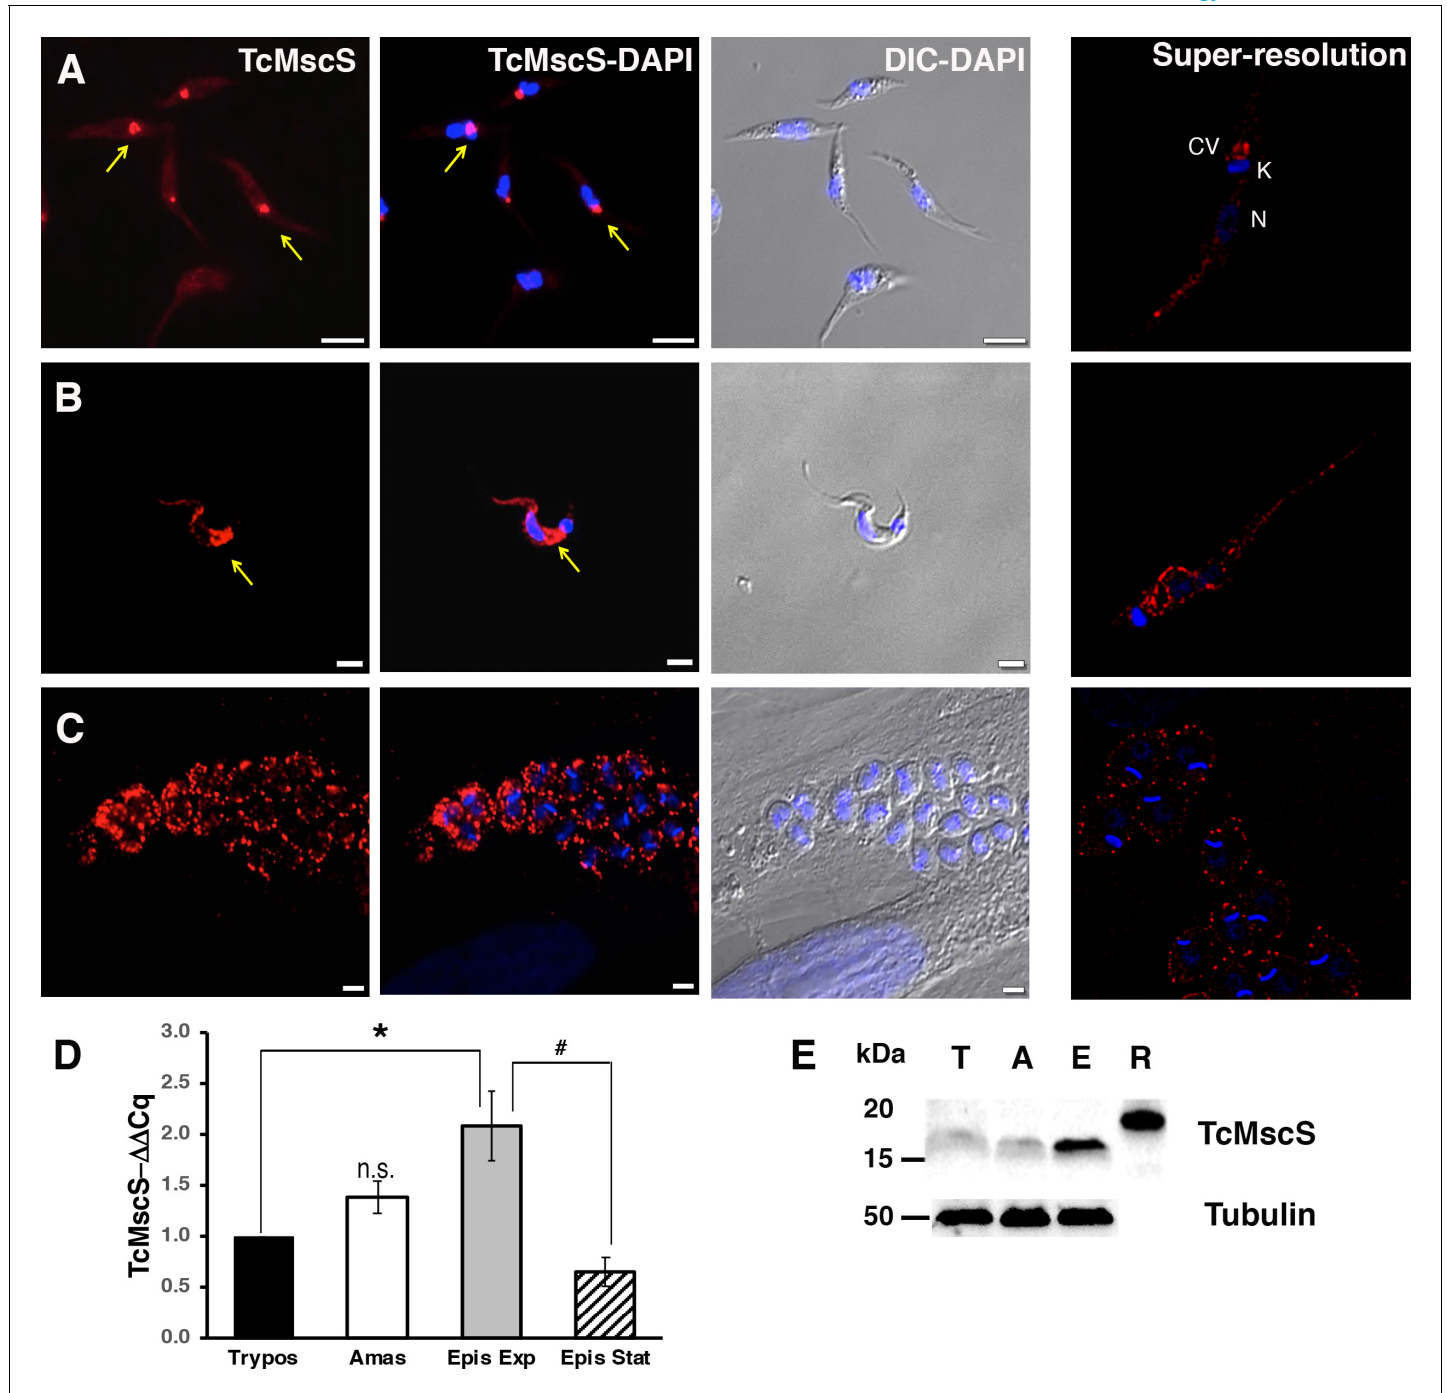 A
TcMscS
TcMscS-DAPI
DIC-DAPI
Super-resolution
CV
K
N
B
C
D
TcMscS–ΔΔCq
3.0
2.5
2.0
1.5
1.0
0.5
0.0
*
#
n.s.
Trypos Amas Epis Exp Epis Stat
E
kDa T A E R
20
15
TcMscS
50
Tubulin